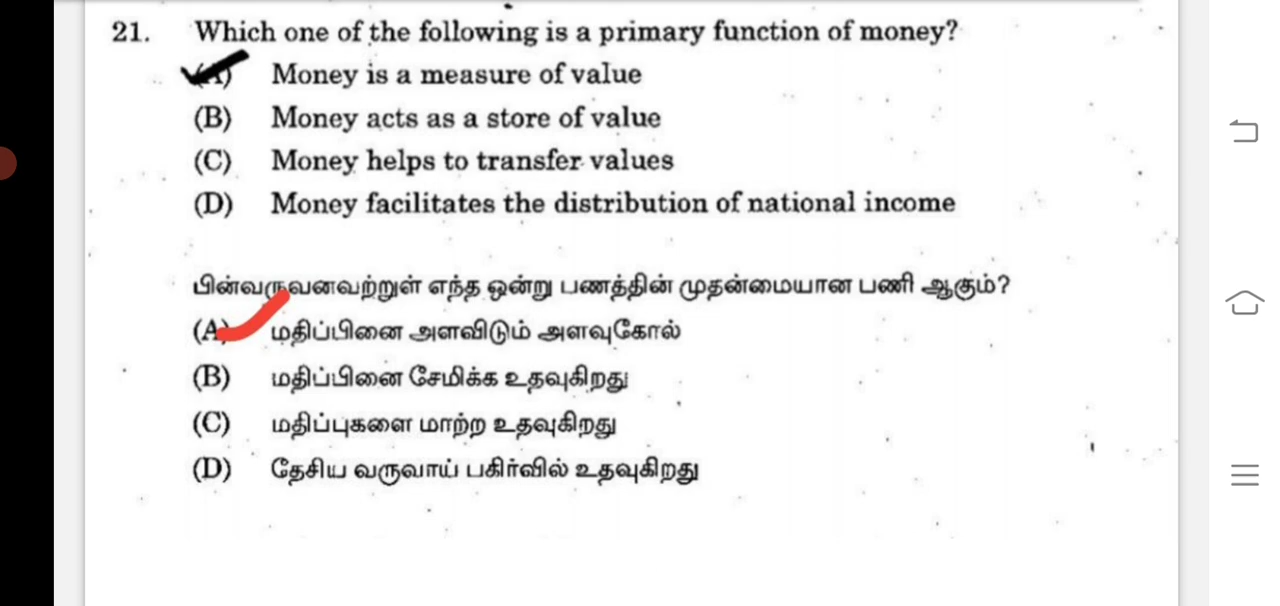 21. Which one of the following is a primary function of money?
(A) Money is a measure of value
(B) Money acts as a store of value
(C) Money helps to transfer values
(D) Money facilitates the distribution of national income
பின்வருவனவற்றுள் எந்த ஒன்று பணத்தின் முதன்மையான பணி ஆகும்?
(A) மதிப்பினை அளவிடும் அளவுகோல்
(B) மதிப்பினை சேமிக்க உதவுகிறது
(C) மதிப்புகளை மாற்ற உதவுகிறது
(D) தேசிய வருவாய் பகிர்வில் உதவுகிறது